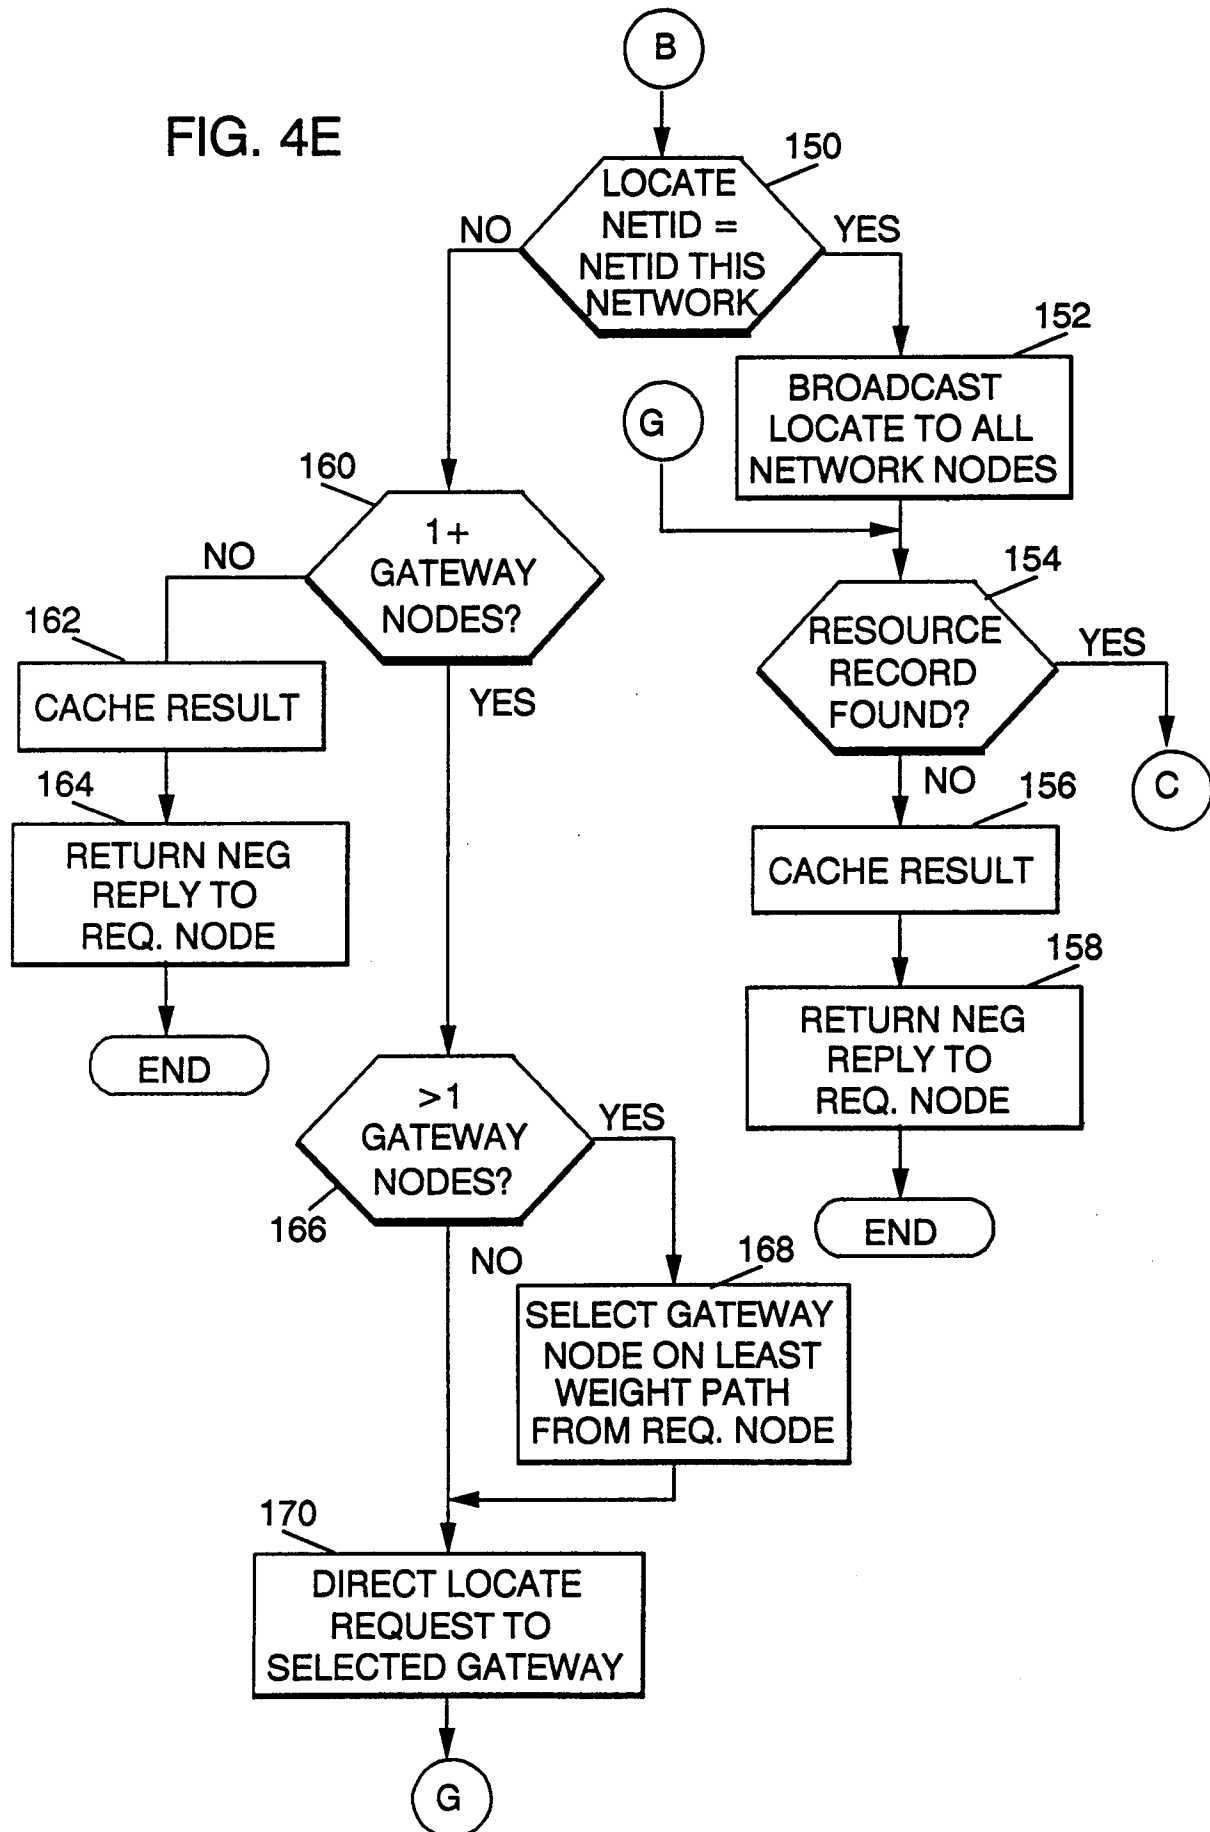 B
FIG. 4E
150
LOCATE
NETID =
NETID THIS
NETWORK
NO
YES
152
BROADCAST
LOCATE TO ALL
NETWORK NODES
G
160
1+
GATEWAY
NODES?
NO
YES
154
RESOURCE
RECORD
FOUND?
YES
NO
C
162
CACHE RESULT
164
RETURN NEG
REPLY TO
REQ. NODE
END
156
CACHE RESULT
158
RETURN NEG
REPLY TO
REQ. NODE
END
>1
GATEWAY
NODES?
YES
166
NO
168
SELECT GATEWAY
NODE ON LEAST
WEIGHT PATH
FROM REQ. NODE
170
DIRECT LOCATE
REQUEST TO
SELECTED GATEWAY
G